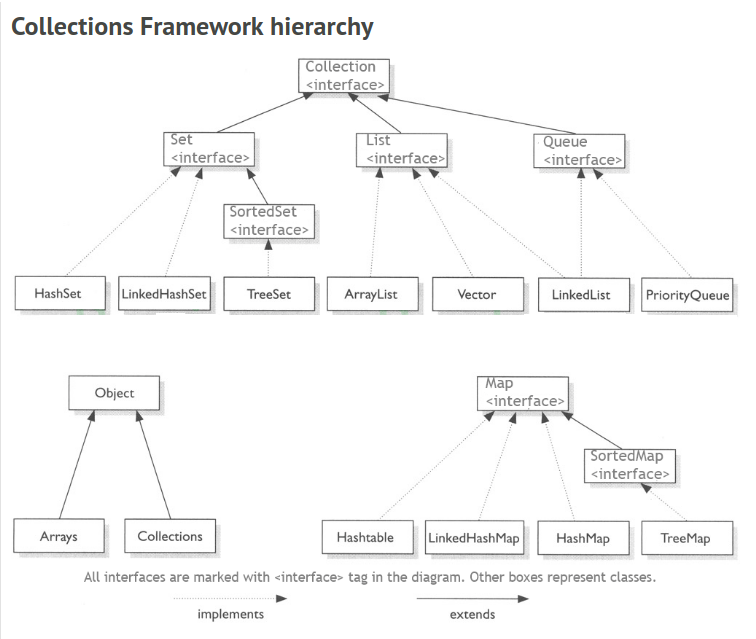 Collections Framework hierarchy
Collection
<interface>
Set
<interface>
List
<interface>
Queue
<interface>
SortedSet
<interface>
HashSet
LinkedHashSet
TreeSet
ArrayList
Vector
LinkedList
PriorityQueue
Object
Map
<interface>
SortedMap
<interface>
Arrays
Collections
Hashtable
LinkedHashMap
HashMap
TreeMap
All interfaces are marked with <interface> tag in the diagram. Other boxes represent classes.
implements
extends